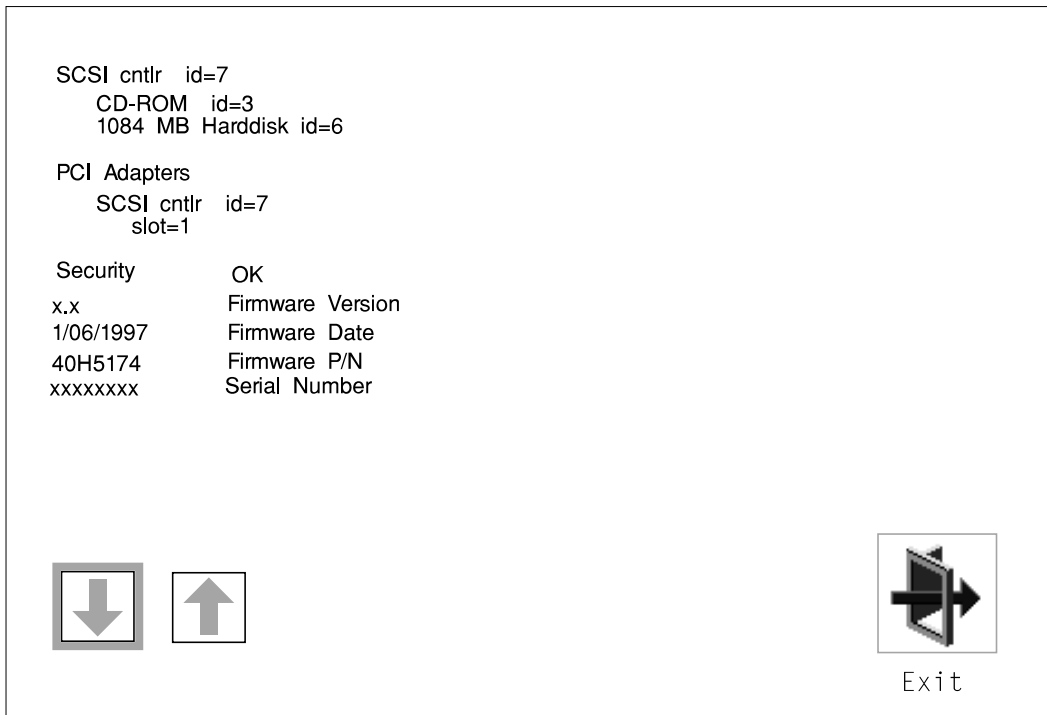 SCSI cntlr id=7
CD-ROM id=3
1084 MB Harddisk id=6
PCI Adapters
SCSI cntlr id=7
slot=1
Security OK
x.x Firmware Version
1/06/1997 Firmware Date
40H5174 Firmware P/N
xxxxxxxx Serial Number
Exit